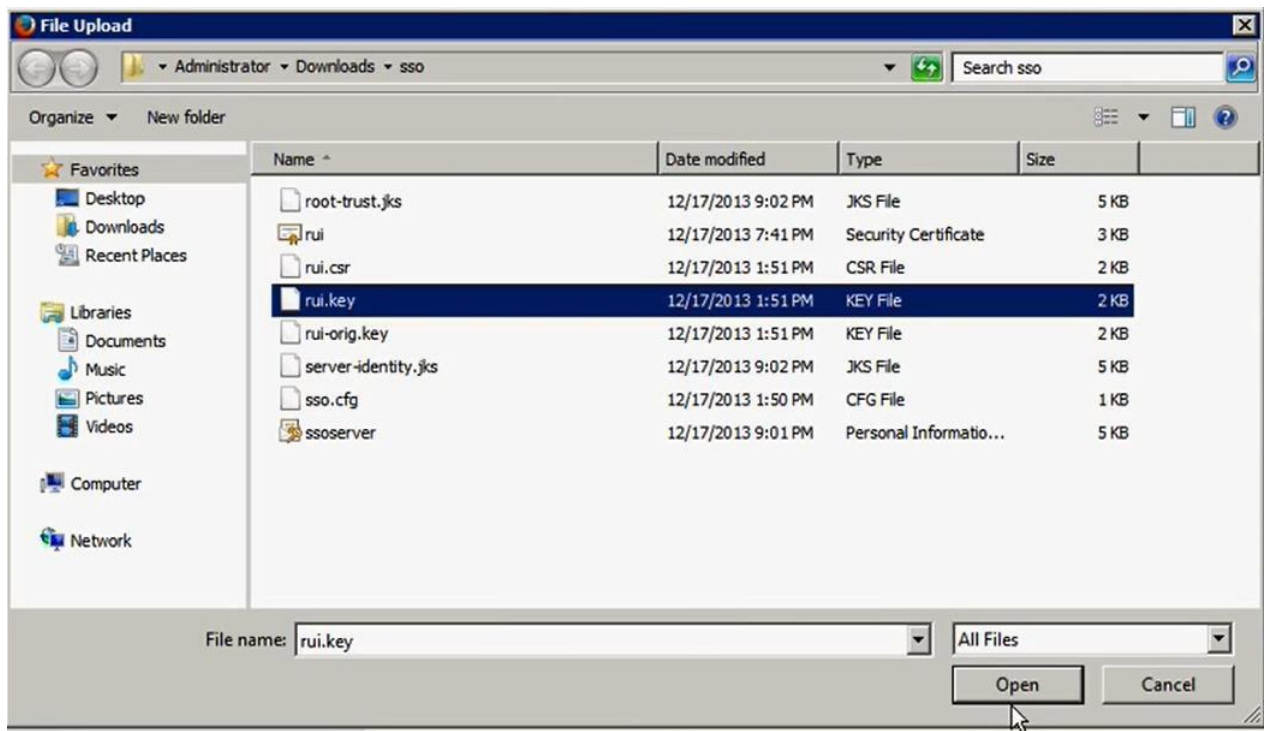 File Upload
Administrator Downloads sso Search sso
Organize New folder
Name Date modified Type Size
Favorites
Desktop
Downloads
Recent Places
Libraries
Documents
Music
Pictures
Videos
Computer
Network
root-trust.jks 12/17/2013 9:02 PM JKS File 5 KB
rui 12/17/2013 7:41 PM Security Certificate 3 KB
rui.csr 12/17/2013 1:51 PM CSR File 2 KB
rui.key 12/17/2013 1:51 PM KEY File 2 KB
rui-orig.key 12/17/2013 1:51 PM KEY File 2 KB
server-identity.jks 12/17/2013 9:02 PM JKS File 5 KB
sso.cfg 12/17/2013 1:50 PM CFG File 1 KB
ssoserver 12/17/2013 9:01 PM Personal Informatio... 5 KB
File name: rui.key All Files
Open Cancel